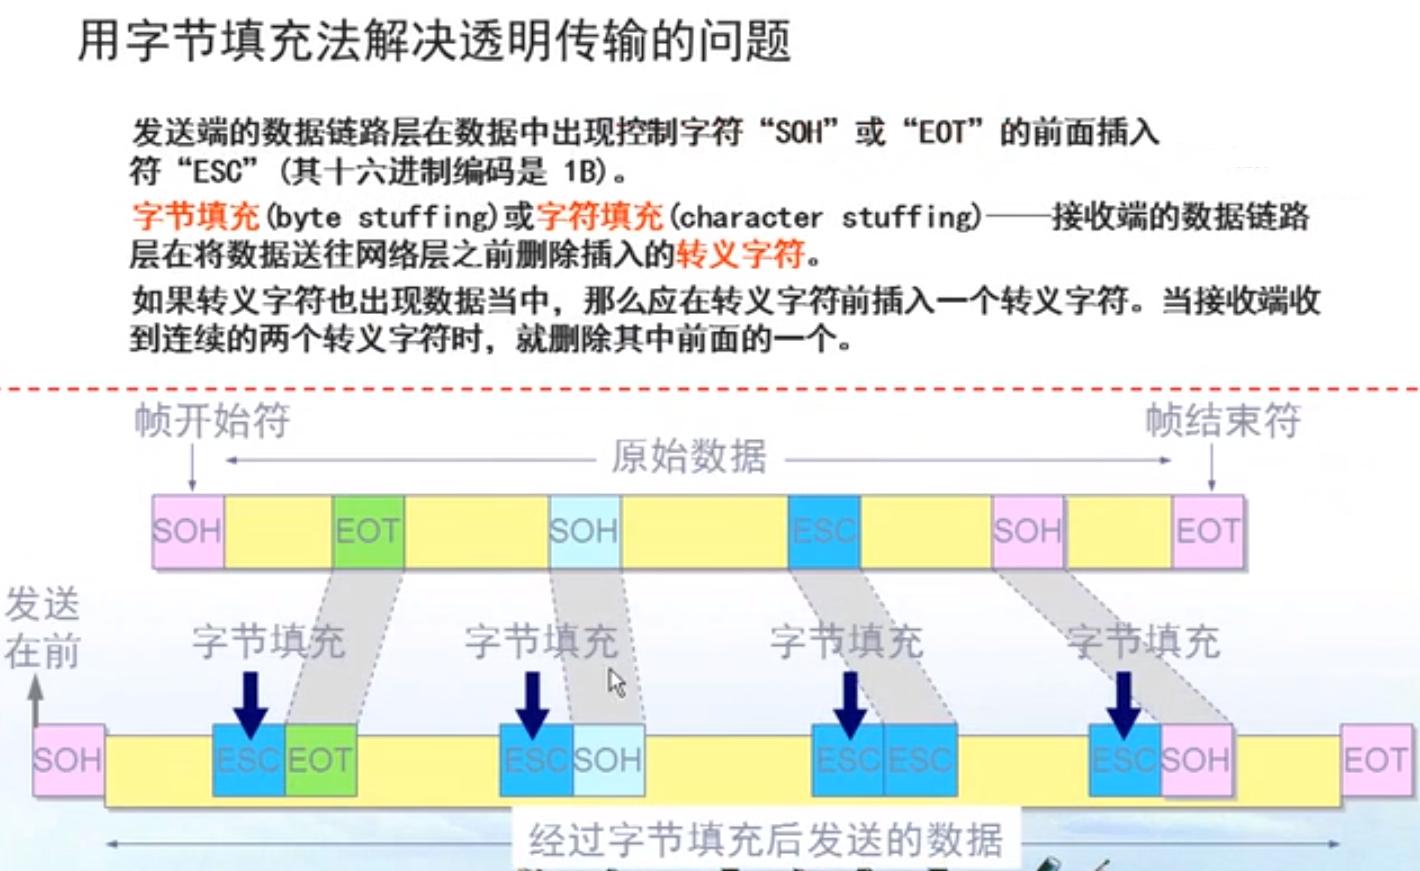 用字节填充法解决透明传输的问题
发送端的数据链路层在数据中出现控制字符“SOH”或“EOT”的前面插入
符“ESC”(其十六进制编码是 1B)。
字节填充(byte stuffing)或字符填充(character stuffing)——接收端的数据链路
层在将数据送往网络层之前删除插入的转义字符。
如果转义字符也出现数据当中，那么应在转义字符前插入一个转义字符。当接收端收
到连续的两个转义字符时，就删除其中前面的一个。
帧开始符
帧结束符
原始数据
SOH EOT SOH ESC SOH EOT
发送
在前
字节填充 字节填充 字节填充 字节填充
SOH ESC EOT ESC SOH ESC ESC ESC SOH EOT
经过字节填充后发送的数据